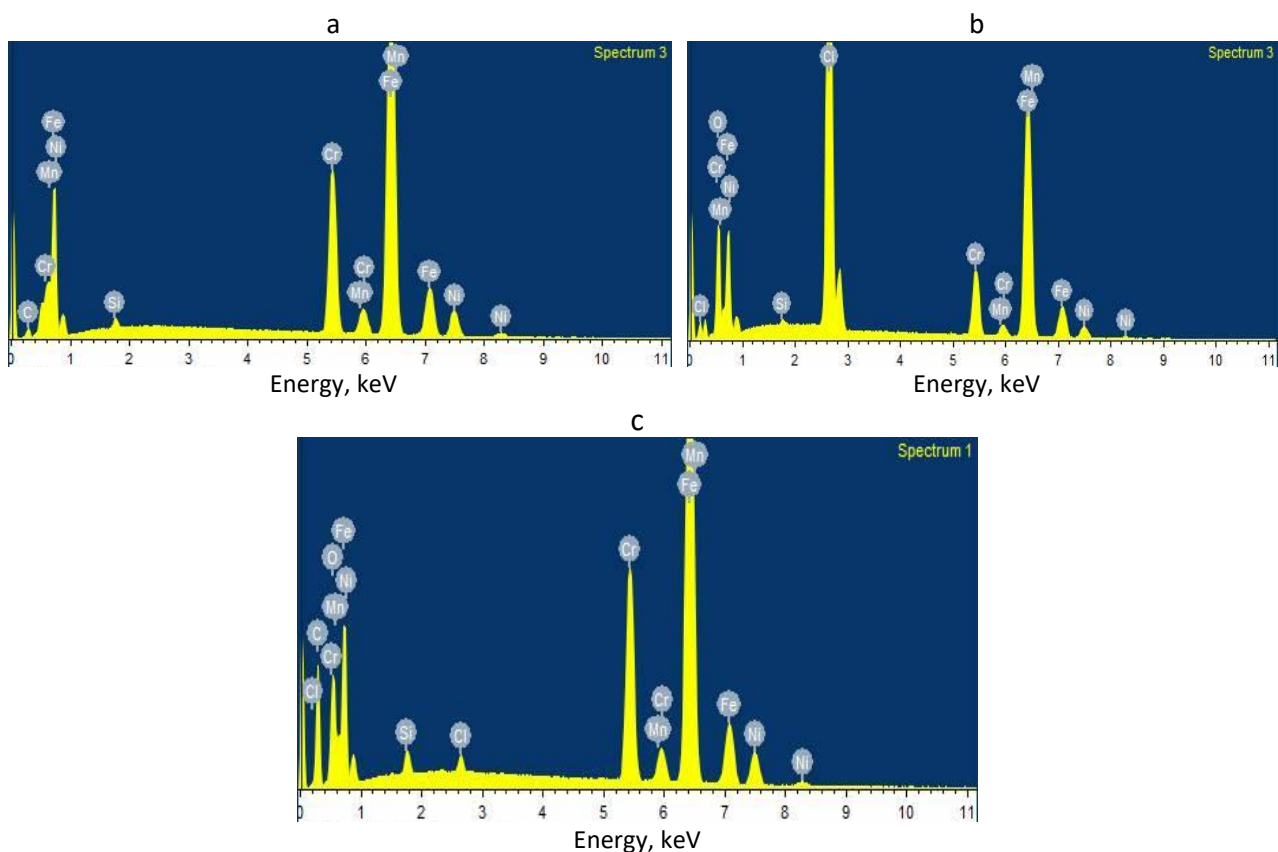 a
Spectrum 3
Mn
Fe
Fe
Ni
Mn
Cr
Cr
Cr
Mn
Fe
Ni
Ni
C
Si
0 1 2 3 4 5 6 7 8 9 10 11
Energy, keV
b
Spectrum 3
Cl
Mn
Fe
O
Fe
Cr
Ni
Mn
Cr
Cr
Mn
Fe
Ni
Ni
Cl
Si
0 1 2 3 4 5 6 7 8 9 10 11
Energy, keV
c
Spectrum 1
Mn
Fe
Fe
O
Ni
Mn
C
Cr
Cl
Cr
Cr
Mn
Fe
Ni
Ni
Si
Cl
0 1 2 3 4 5 6 7 8 9 10 11
Energy, keV